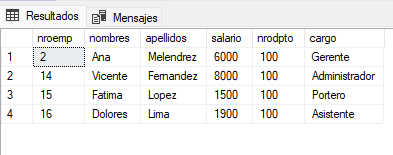 Resultados Mensajes
nroemp nombres apellidos salario nrodpto cargo
1 2 Ana Melendrez 6000 100 Gerente
2 14 Vicente Fernandez 8000 100 Administrador
3 15 Fatima Lopez 1500 100 Portero
4 16 Dolores Lima 1900 100 Asistente